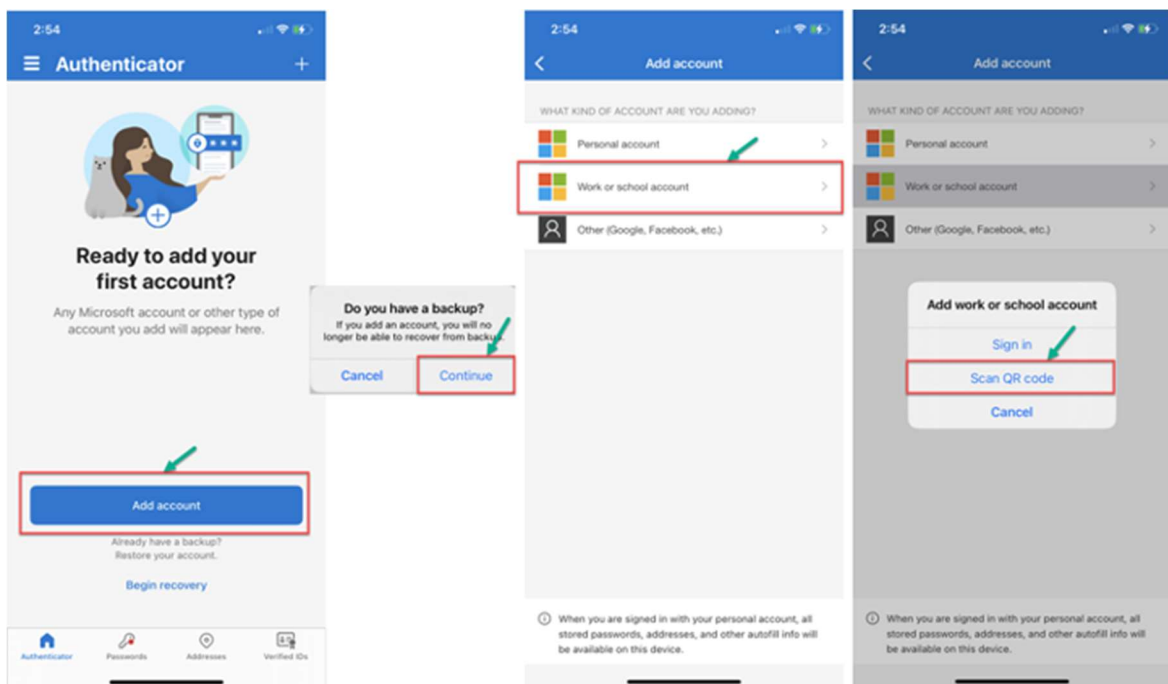 2:54
Authenticator
Ready to add your
first account?
Any Microsoft account or other type of
account you add will appear here.
Add account
Already have a backup?
Restore your account.
Begin recovery
Authenticator
Passwords
Addresses
Verified IDs
Do you have a backup?
If you add an account, you will no
longer be able to recover from backup.
Cancel
Continue
2:54
Add account
WHAT KIND OF ACCOUNT ARE YOU ADDING?
Personal account
Work or school account
Other (Google, Facebook, etc.)
When you are signed in with your personal account, all
stored passwords, addresses, and other autofill info will
be available on this device.
2:54
Add account
WHAT KIND OF ACCOUNT ARE YOU ADDING?
Personal account
Work or school account
Other (Google, Facebook, etc.)
Add work or school account
Sign in
Scan QR code
Cancel
When you are signed in with your personal account, all
stored passwords, addresses, and other autofill info will
be available on this device.